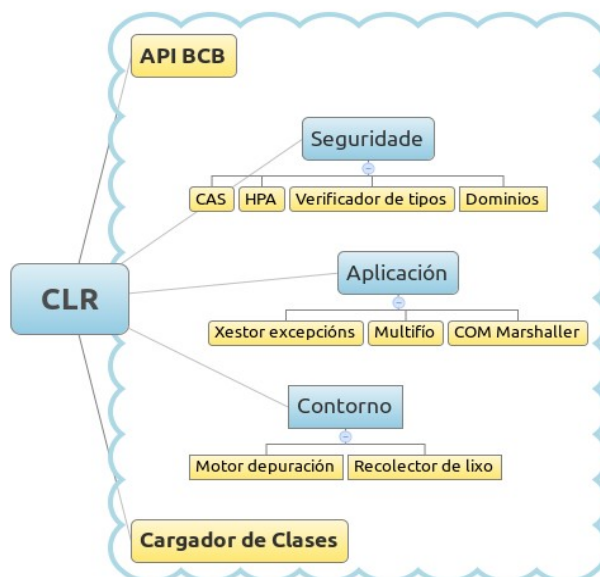 API BCB
Seguridade
CAS
HPA
Verificador de tipos
Dominios
CLR
Aplicación
Xestor excepcións
Multifío
COM Marshaller
Contorno
Motor depuración
Recolector de lixo
Cargador de Clases